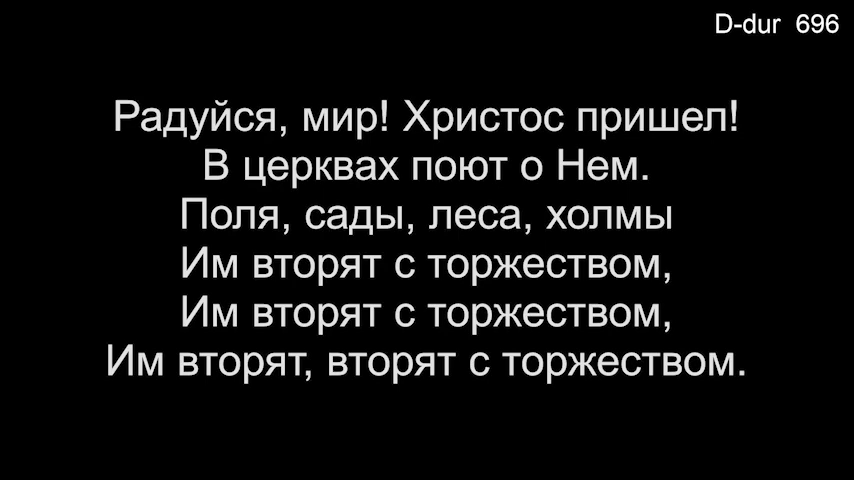 D-dur 696
Радуйся, мир! Христос пришел!
В церквах поют о Нем.
Поля, сады, леса, холмы
Им вторят с торжеством,
Им вторят с торжеством,
Им вторят, вторят с торжеством.